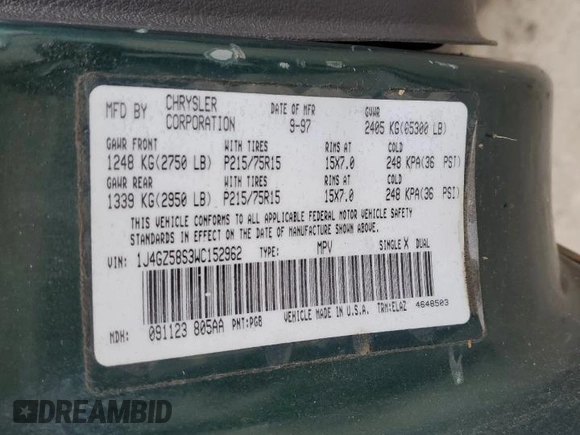 MFD BY CHRYSLER CORPORATION DATE OF MFR 9-97 GVWR 2405 KG(05300 LB)
GAWR FRONT WITH TIRES RIMS AT COLD
1248 KG(2750 LB) P215/75R15 15X7.0 248 KPA(36 PSI)
GAWR REAR WITH TIRES RIMS AT COLD
1339 KG(2950 LB) P215/75R15 15X7.0 248 KPA(36 PSI)
THIS VEHICLE CONFORMS TO ALL APPLICABLE FEDERAL MOTOR VEHICLE SAFETY
STANDARDS IN EFFECT ON THE DATE OF MANUFACTURE SHOWN ABOVE
VIN: 1J4GZ58S3WC152962 TYPE: MPV SINGLE X DUAL
MDH: 091123 805AA PNT:PGB VEHICLE MADE IN U.S.A. TRM:ELAZ 4648503
DREAMBID